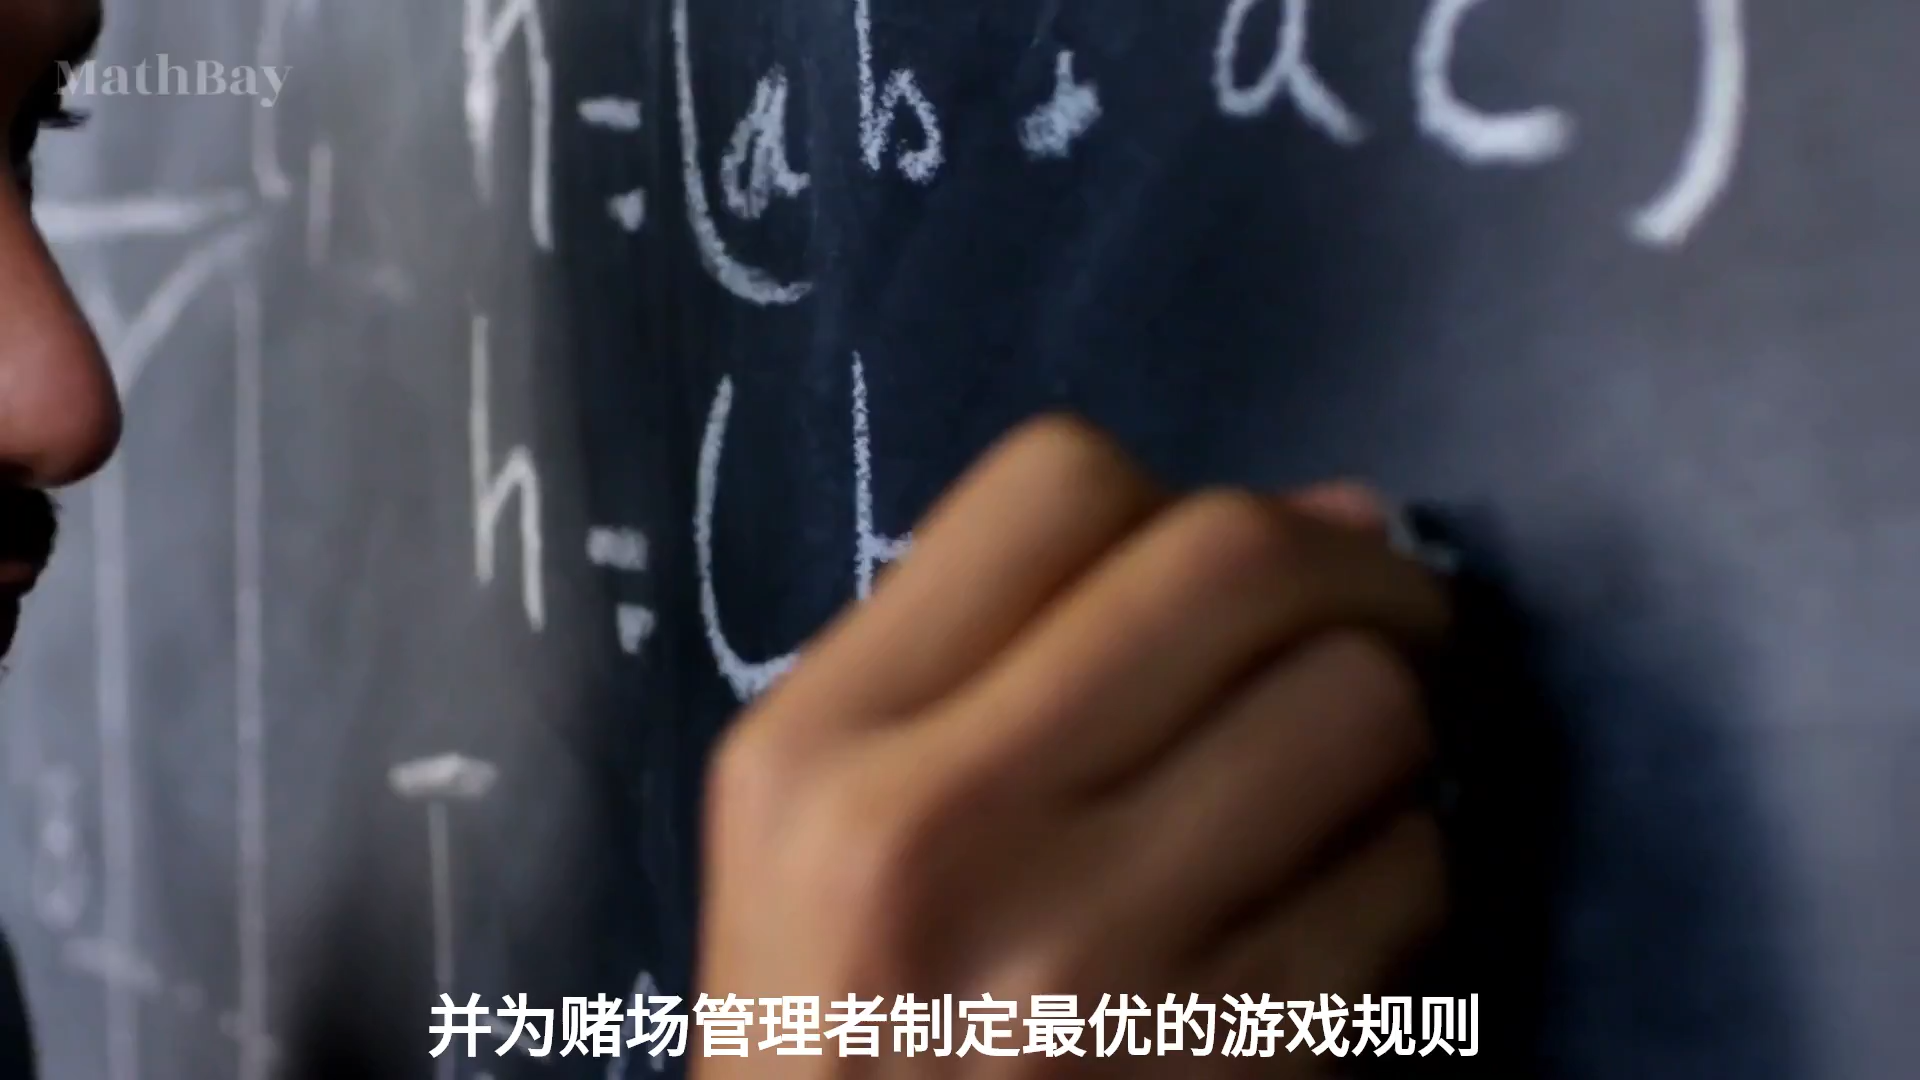 MathBay
h = (ab · ac)
h = (b
并为赌场管理者制定最优的游戏规则